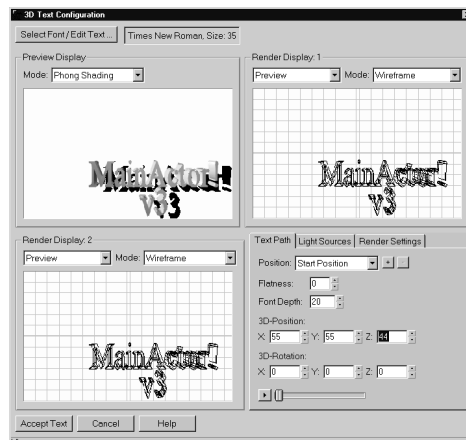 3D Text Configuration
Select Font/Edit Text... Times New Roman, Size: 35
Preview Display
Mode: Phong Shading
MainActor!
v3
Render Display: 1
Preview Mode: Wireframe
MainActor!
v3
Render Display: 2
Preview Mode: Wireframe
MainActor!
v3
Text Path Light Sources Render Settings
Position: Start Position +
Flatness: 0
Font Depth: 20
3D-Position:
X: 55 Y: 55 Z: 44
3D-Rotation:
X: 0 Y: 0 Z: 0
Accept Text Cancel Help